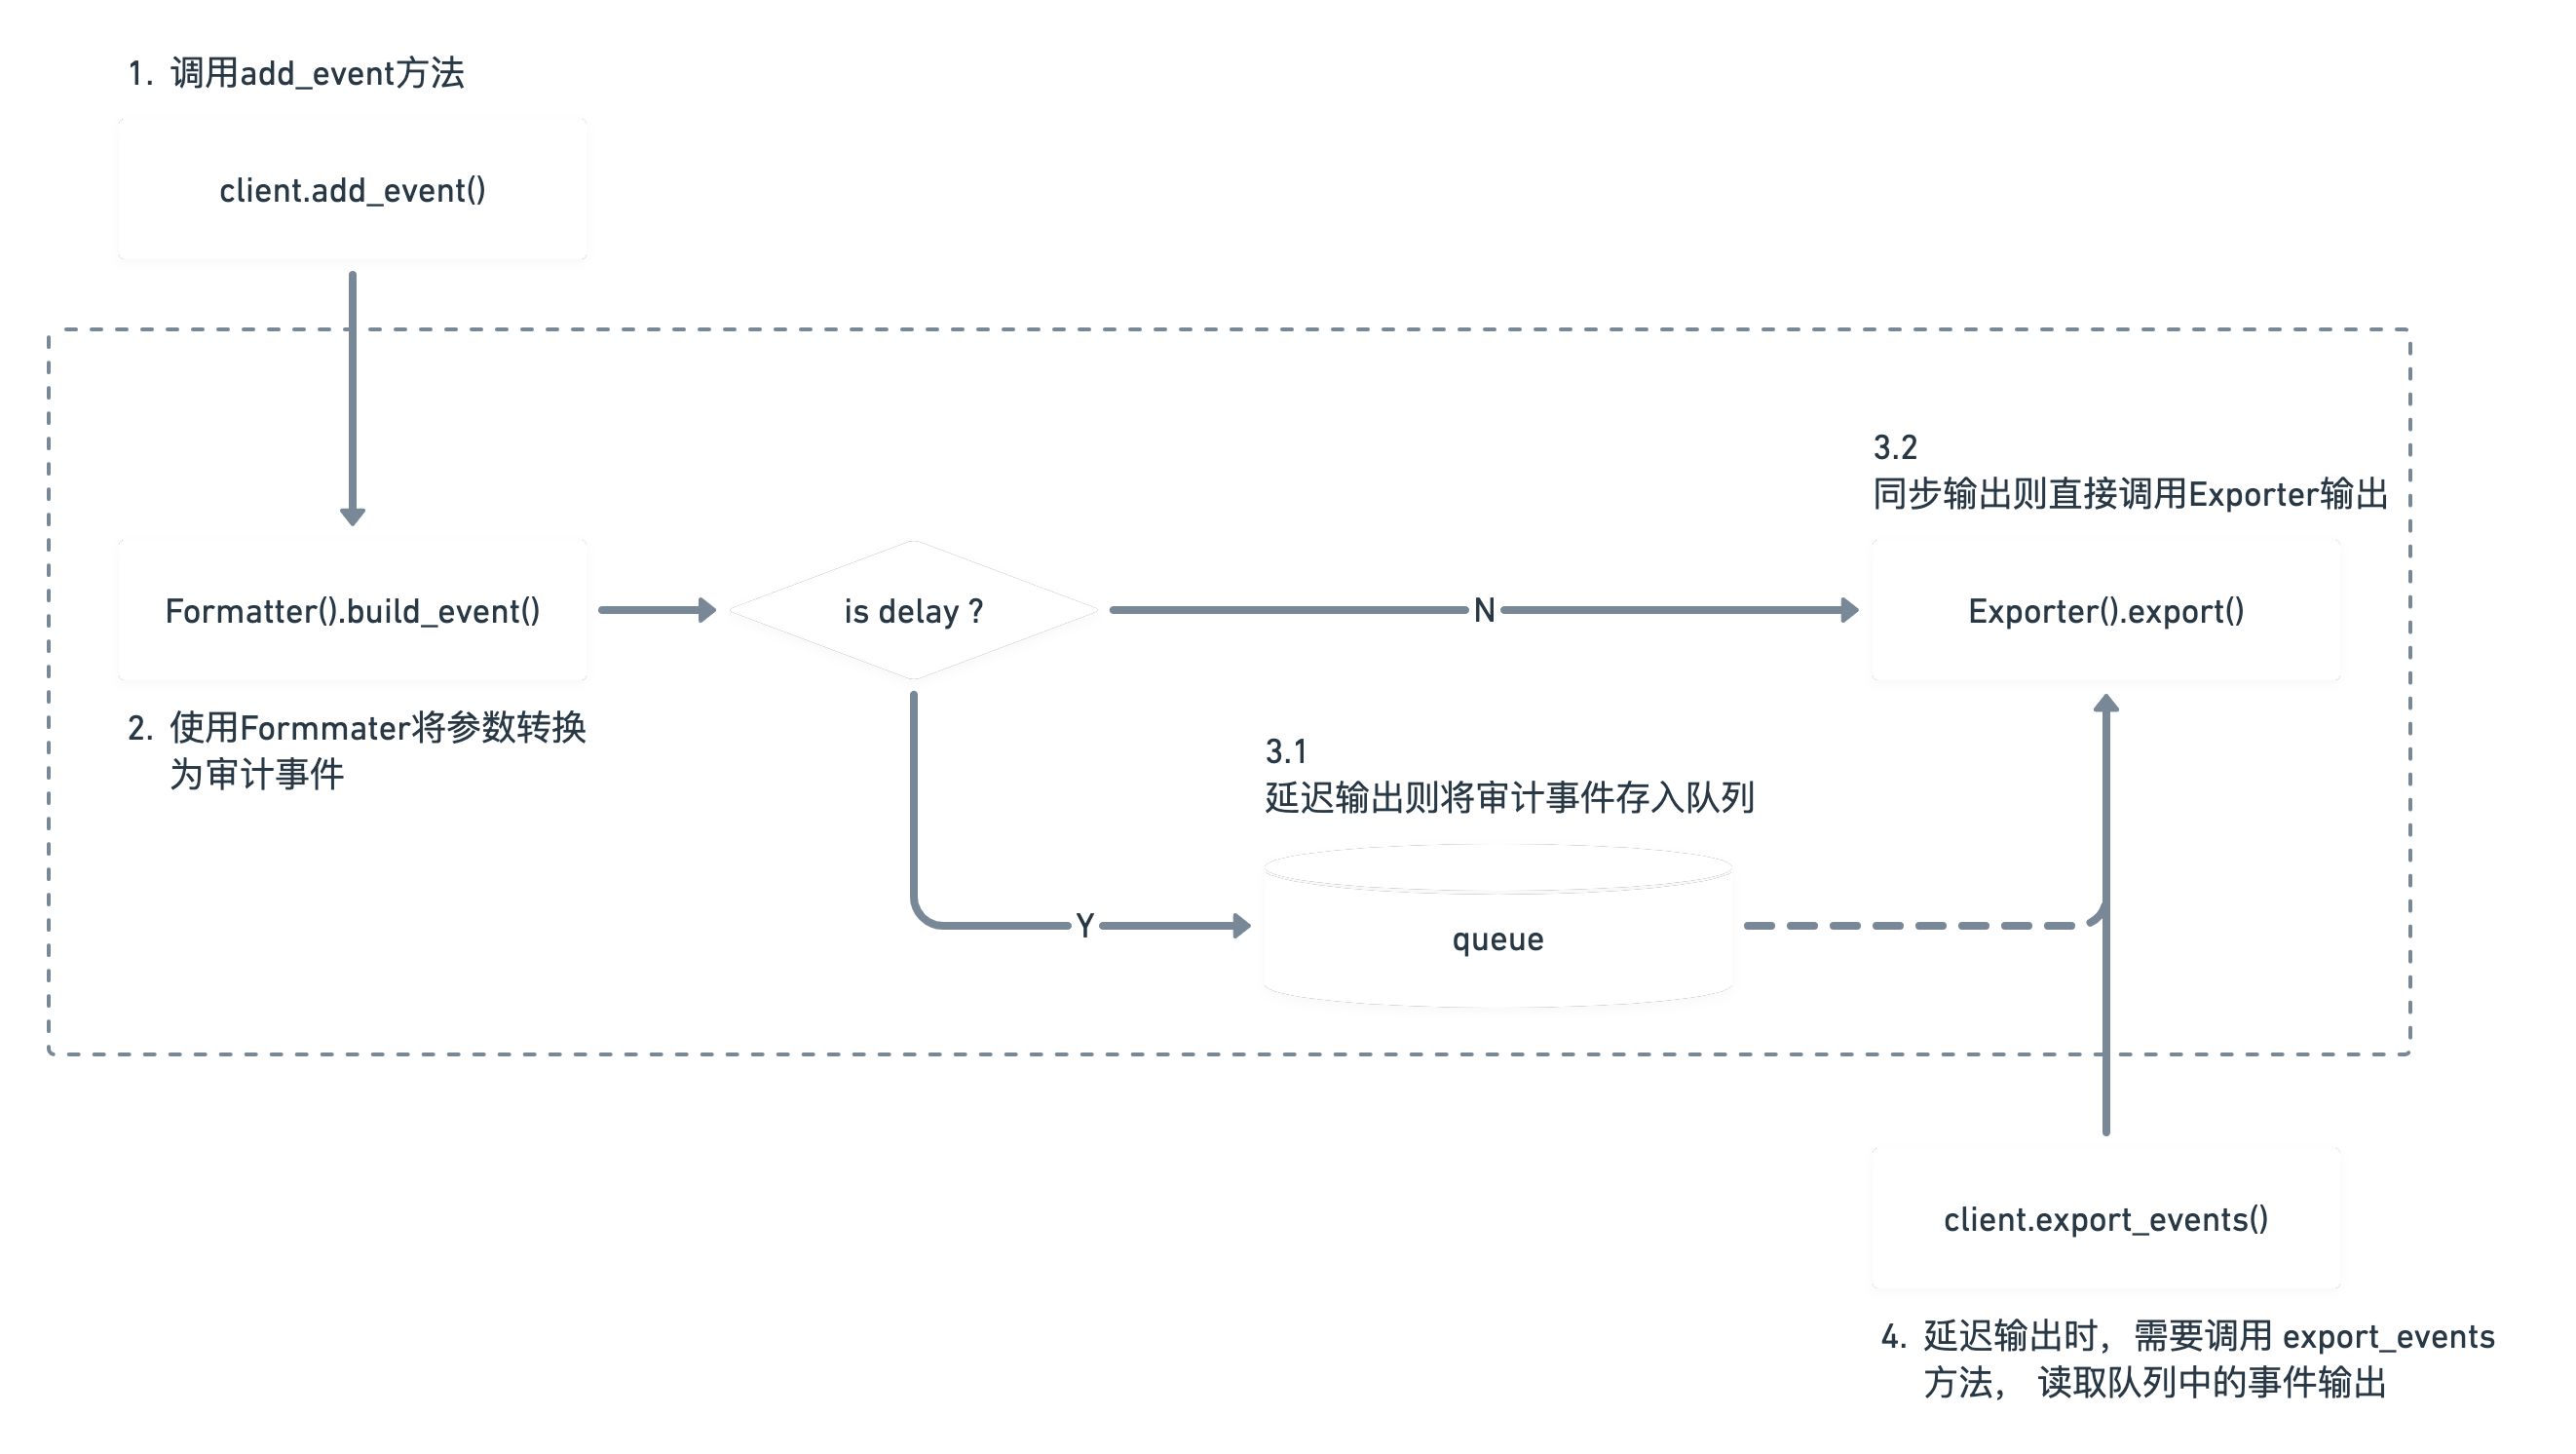 1. 调用add_event方法
client.add_event()
3.2
同步输出则直接调用Exporter输出
Formatter().build_event()
is delay ?
N
Exporter().export()
2. 使用Formmater将参数转换
为审计事件
3.1
延迟输出则将审计事件存入队列
Y
queue
client.export_events()
4. 延迟输出时，需要调用 export_events
方法， 读取队列中的事件输出